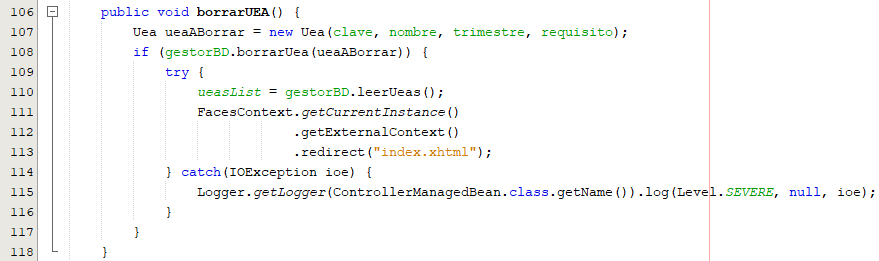 106 public void borrarUEA() {
107 Uea ueaABorrar = new Uea(clave, nombre, trimestre, requisito);
108 if (gestorBD.borrarUea(ueaABorrar)) {
109 try {
110 ueasList = gestorBD.leerUeas();
111 FacesContext.getCurrentInstance()
112 .getExternalContext()
113 .redirect("index.xhtml");
114 } catch(IOException ioe) {
115 Logger.getLogger(ControllerManagedBean.class.getName()).log(Level.SEVERE, null, ioe);
116 }
117 }
118 }